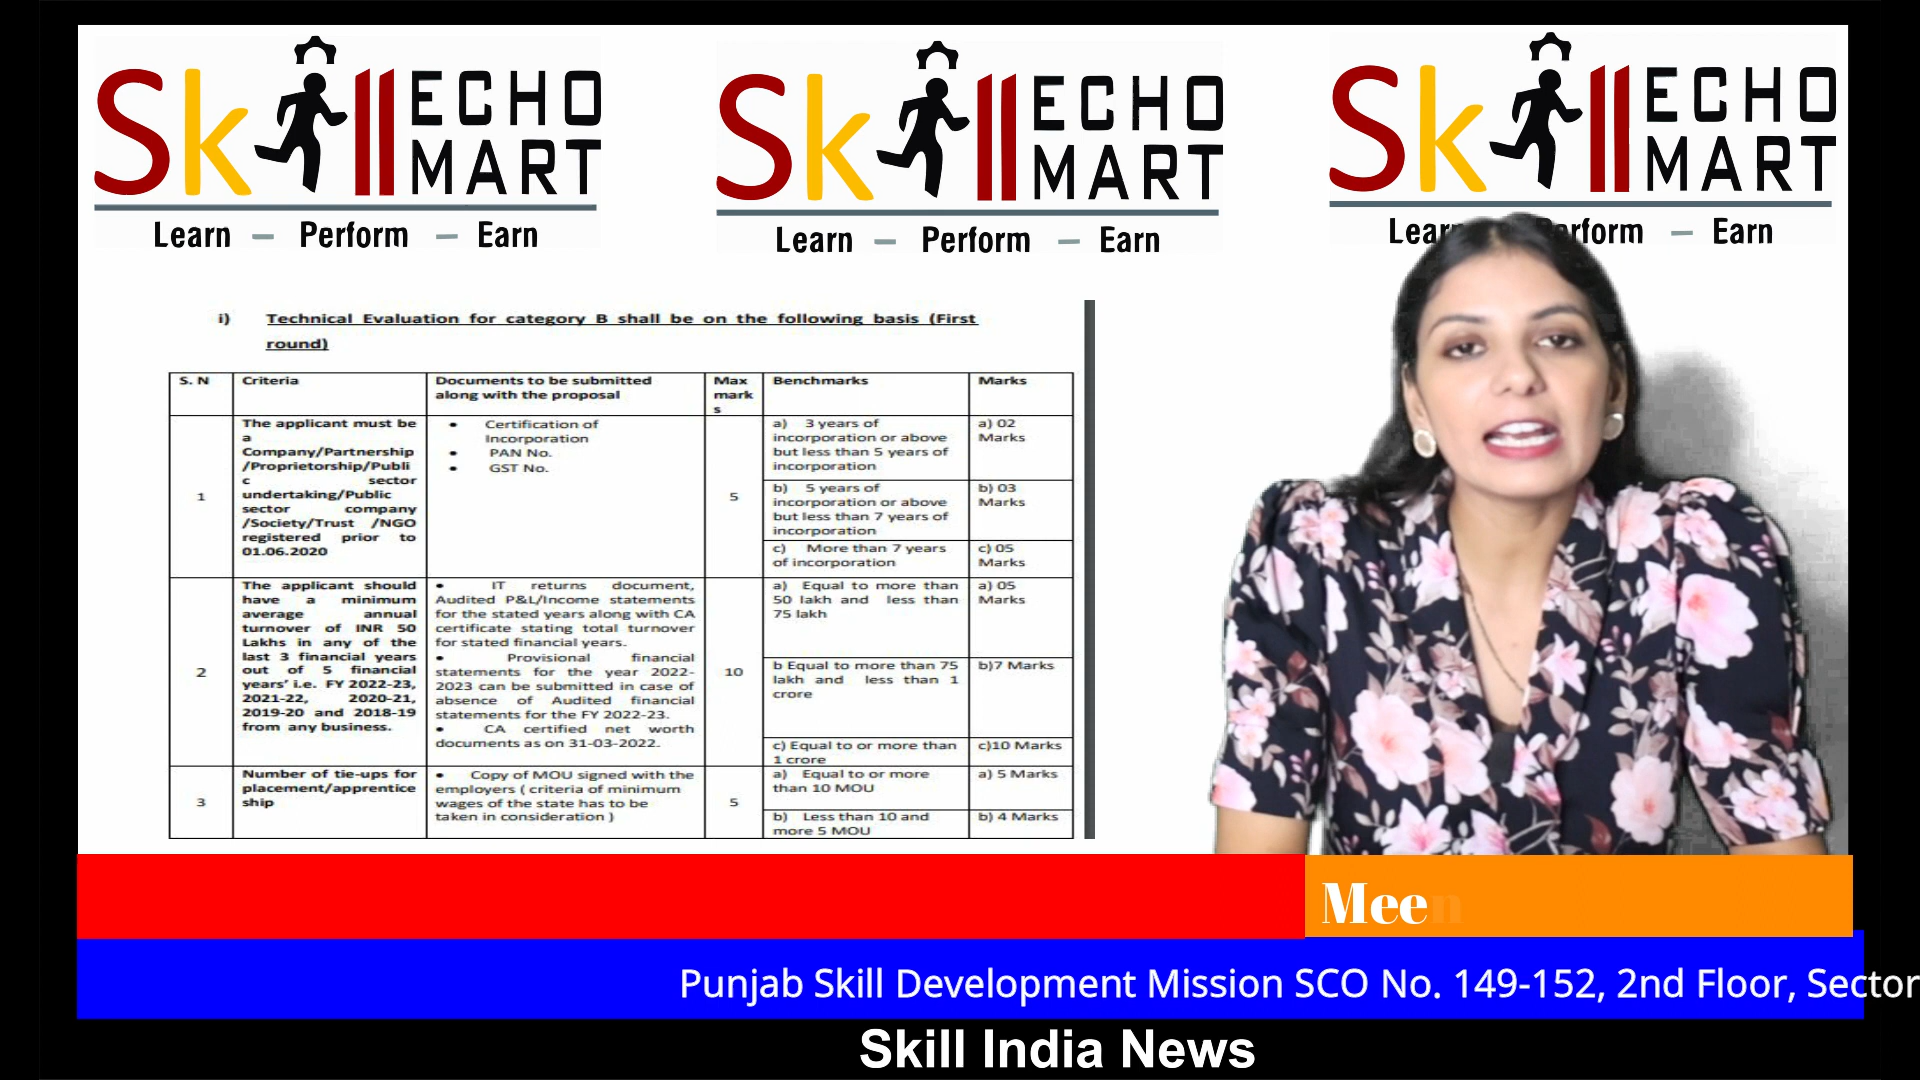 Skill ECHO MART
Learn – Perform – Earn
Skill ECHO MART
Learn – Perform – Earn
Skill ECHO MART
Lear erform – Earn
i) Technical Evaluation for category B shall be on the following basis (First
round)
S. N
Criteria
Documents to be submitted
along with the proposal
Max
mark
s
Benchmarks
Marks
1
The applicant must be
a
Company/Partnership
/Proprietorship/Publi
c sector
undertaking/Public
sector company
/Society/Trust /NGO
registered prior to
01.06.2020
• Certification of
Incorporation
• PAN No.
• GST No.
5
a) 3 years of
incorporation or above
but less than 5 years of
incorporation
a) 02
Marks
b) 5 years of
incorporation or above
but less than 7 years of
incorporation
b) 03
Marks
c) More than 7 years
of incorporation
c) 05
Marks
2
The applicant should
have a minimum
average annual
turnover of INR 50
Lakhs in any of the
last 3 financial years
out of 5 financial
years' i.e. FY 2022-23,
2021-22, 2020-21,
2019-20 and 2018-19
from any business.
• IT returns document,
Audited P&L/Income statements
for the stated years along with CA
certificate stating total turnover
for stated financial years.
• Provisional financial
statements for the year 2022-
2023 can be submitted in case of
absence of Audited financial
statements for the FY 2022-23.
• CA certified net worth
documents as on 31-03-2022.
10
a) Equal to more than
50 lakh and less than
75 lakh
a) 05
Marks
b Equal to more than 75
lakh and less than 1
crore
b)7 Marks
c) Equal to or more than
1 crore
c)10 Marks
3
Number of tie-ups for
placement/apprentice
ship
• Copy of MOU signed with the
employers ( criteria of minimum
wages of the state has to be
taken in consideration )
5
a) Equal to or more
than 10 MOU
a) 5 Marks
b) Less than 10 and
more 5 MOU
b) 4 Marks
Meen
Punjab Skill Development Mission SCO No. 149-152, 2nd Floor, Sector
Skill India News